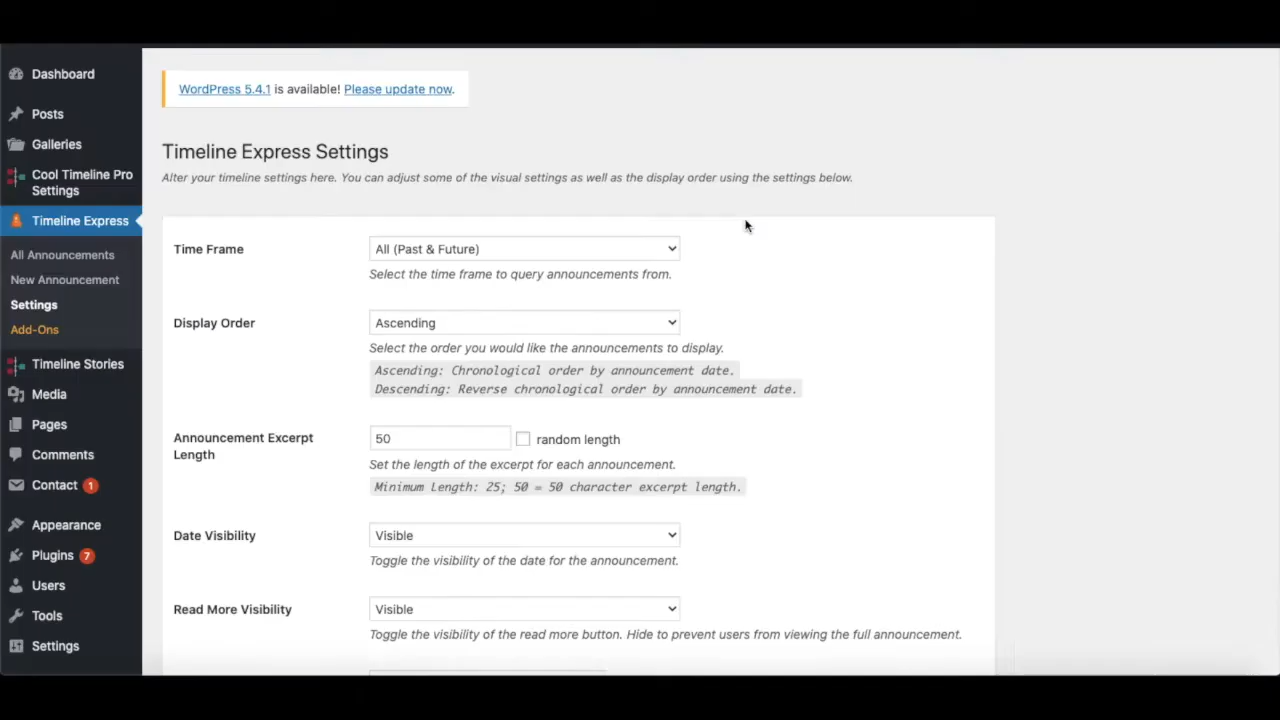 Dashboard
Posts
Galleries
Cool Timeline Pro
Settings
Timeline Express
All Announcements
New Announcement
Settings
Add-Ons
Timeline Stories
Media
Pages
Comments
Contact 1
Appearance
Plugins 7
Users
Tools
Settings
WordPress 5.4.1 is available! Please update now.
Timeline Express Settings
Alter your timeline settings here. You can adjust some of the visual settings as well as the display order using the settings below.
Time Frame
All (Past & Future)
Select the time frame to query announcements from.
Display Order
Ascending
Select the order you would like the announcements to display.
Ascending: Chronological order by announcement date.
Descending: Reverse chronological order by announcement date.
Announcement Excerpt
Length
50 random length
Set the length of the excerpt for each announcement.
Minimum Length: 25; 50 = 50 character excerpt length.
Date Visibility
Visible
Toggle the visibility of the date for the announcement.
Read More Visibility
Visible
Toggle the visibility of the read more button. Hide to prevent users from viewing the full announcement.